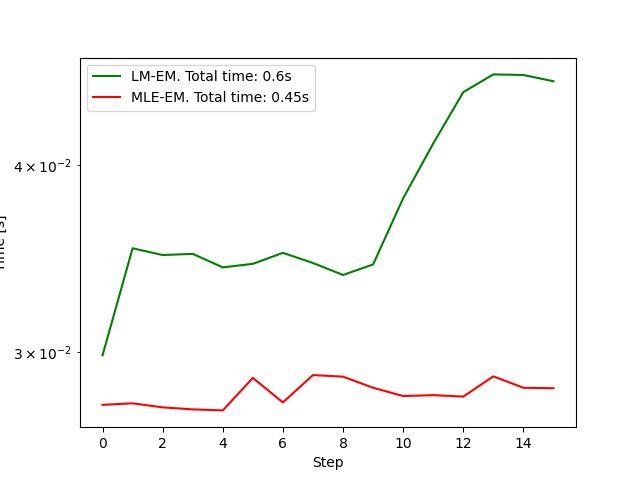 LM-EM. Total time: 0.6s
MLE-EM. Total time: 0.45s
4 × 10⁻²
3 × 10⁻²
[s]
0 2 4 6 8 10 12 14
Step